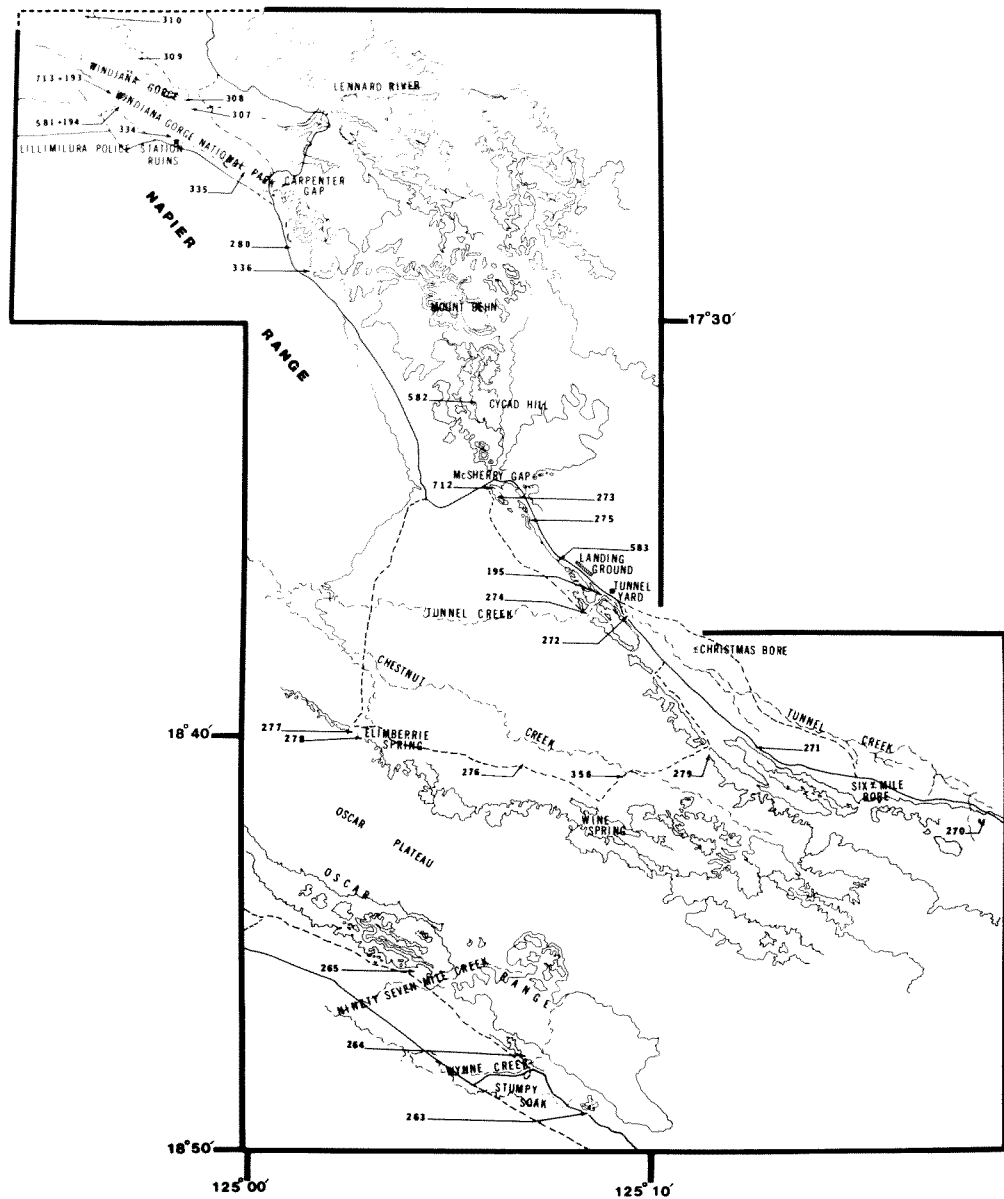 310
309
WINDJANA GORGE
713+193
308
307
LENNARD RIVER
WINDJANA GORGE NATIONAL PARK
581+194
334
LILLIMILURA POLICE STATION
RUINS
335
CARPENTER
GAP
NAPIER
280
336
MOUNT BEHN
17°30′
RANGE
582
CYCAD HILL
McSHERRY GAP
712
273
275
583
LANDING
GROUND
195
TUNNEL
YARD
274
TUNNEL CREEK
272
CHRISTMAS BORE
CHESTNUT
TUNNEL
CREEK
18°40′
277
278
ELIMBERRIE
SPRING
CREEK
271
276
358
279
SIX MILE
BORE
270
WINE
SPRING
OSCAR
PLATEAU
OSCAR
265
NINETY SEVEN MILE CREEK
RANGE
264
WYNNE CREEK
STUMPY
SOAK
263
18°50′
125°00′
125°10′